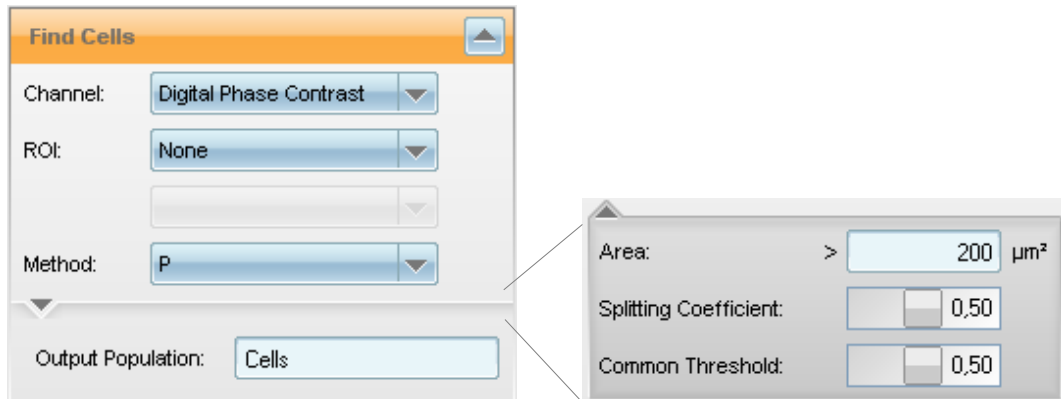 Find Cells
Channel: Digital Phase Contrast
ROI: None
Method: P
Output Population: Cells
Area: > 200 µm²
Splitting Coefficient: 0,50
Common Threshold: 0,50